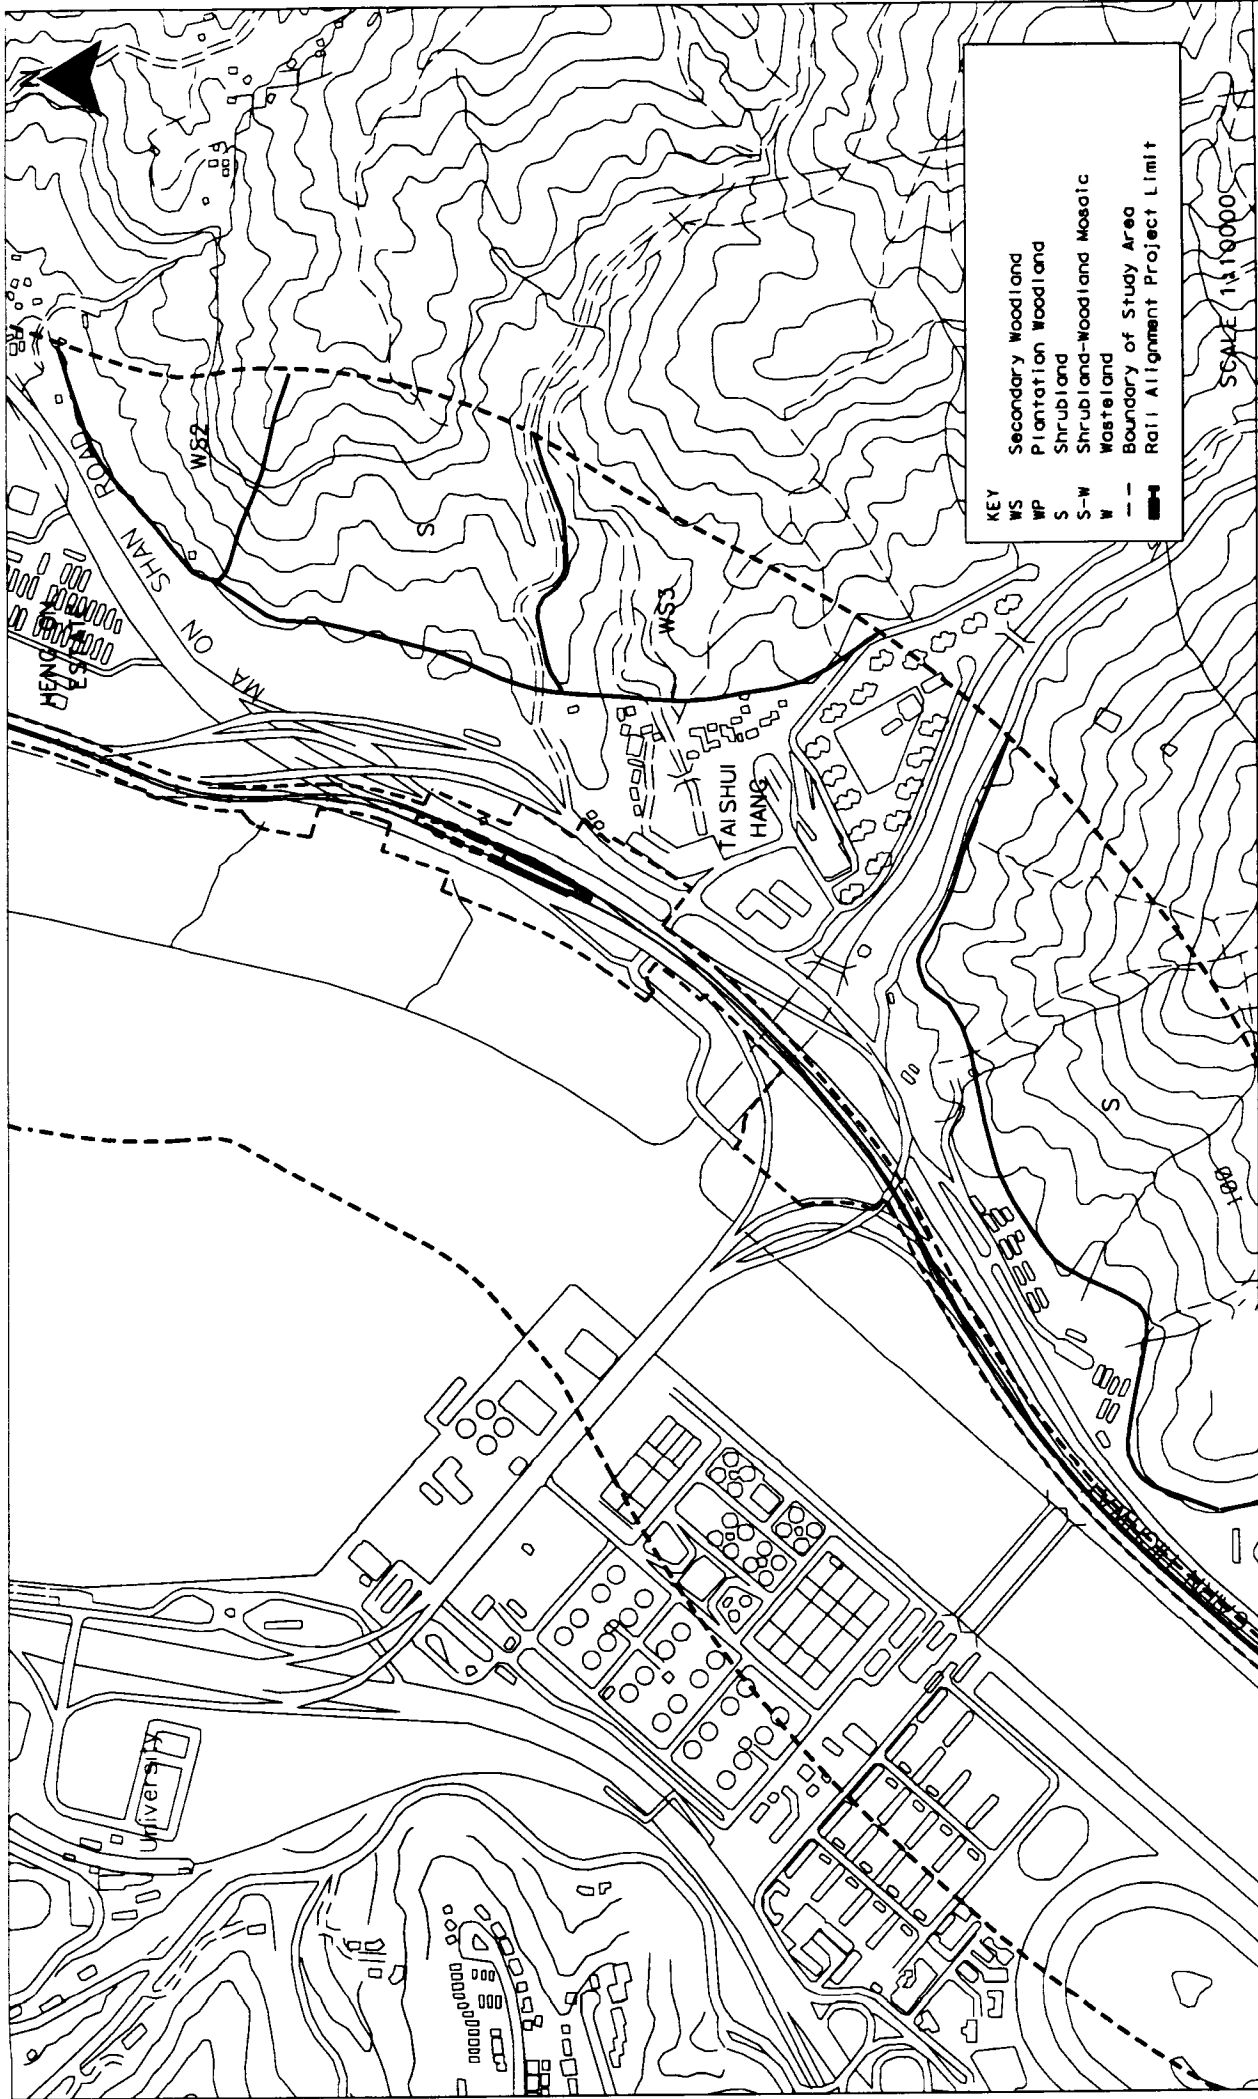 N
University
HENG ON
ESTATE
MA ON SHAN ROAD
WS2
S
WS3
TAI SHUI
HANG
S
100
KEY
WS Secondary Woodland
WP Plantation Woodland
S Shrubland
S-W Shrubland-Woodland Mosaic
W Wasteland
Boundary of Study Area
Rail Alignment Project Limit
SCALE 1:10000